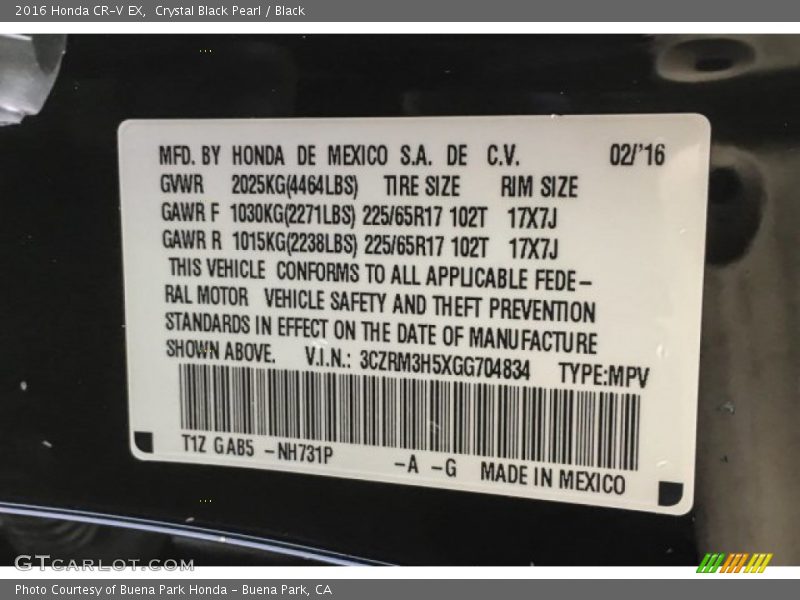 2016 Honda CR-V EX, Crystal Black Pearl / Black
MFD. BY HONDA DE MEXICO S.A. DE C.V. 02/'16
GVWR 2025KG(4464LBS) TIRE SIZE RIM SIZE
GAWR F 1030KG(2271LBS) 225/65R17 102T 17X7J
GAWR R 1015KG(2238LBS) 225/65R17 102T 17X7J
THIS VEHICLE CONFORMS TO ALL APPLICABLE FEDE-
RAL MOTOR VEHICLE SAFETY AND THEFT PREVENTION
STANDARDS IN EFFECT ON THE DATE OF MANUFACTURE
SHOWN ABOVE. V.I.N.: 3CZRM3H5XGG704834 TYPE:MPV
T1Z GAB5 -NH731P -A -G MADE IN MEXICO
GTCARLOT.COM
Photo Courtesy of Buena Park Honda - Buena Park, CA